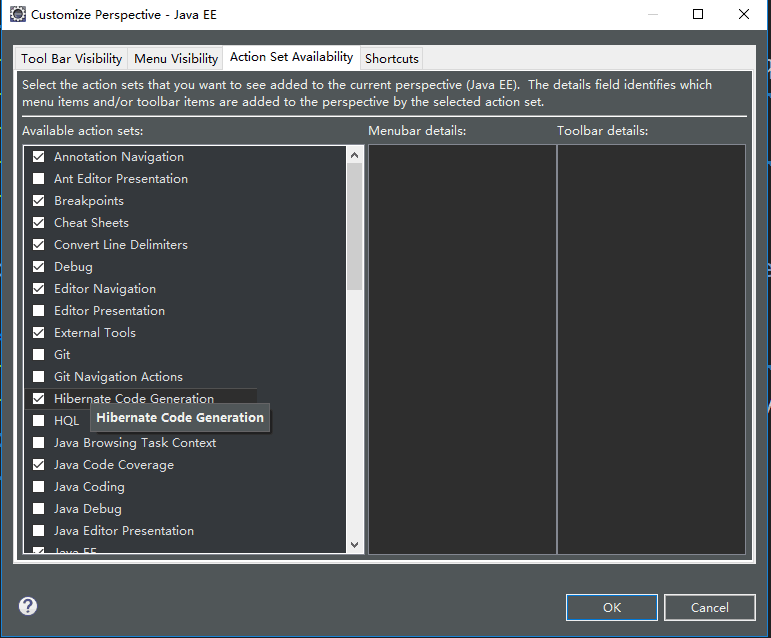 Customize Perspective - Java EE
Tool Bar Visibility
Menu Visibility
Action Set Availability
Shortcuts
Select the action sets that you want to see added to the current perspective (Java EE).  The details field identifies which
menu items and/or toolbar items are added to the perspective by the selected action set.
Available action sets:
Menubar details:
Toolbar details:
Annotation Navigation
Ant Editor Presentation
Breakpoints
Cheat Sheets
Convert Line Delimiters
Debug
Editor Navigation
Editor Presentation
External Tools
Git
Git Navigation Actions
Hibernate Code Generation
Hibernate Code Generation
HQL
Java Browsing Task Context
Java Code Coverage
Java Coding
Java Debug
Java Editor Presentation
Java EE
OK
Cancel